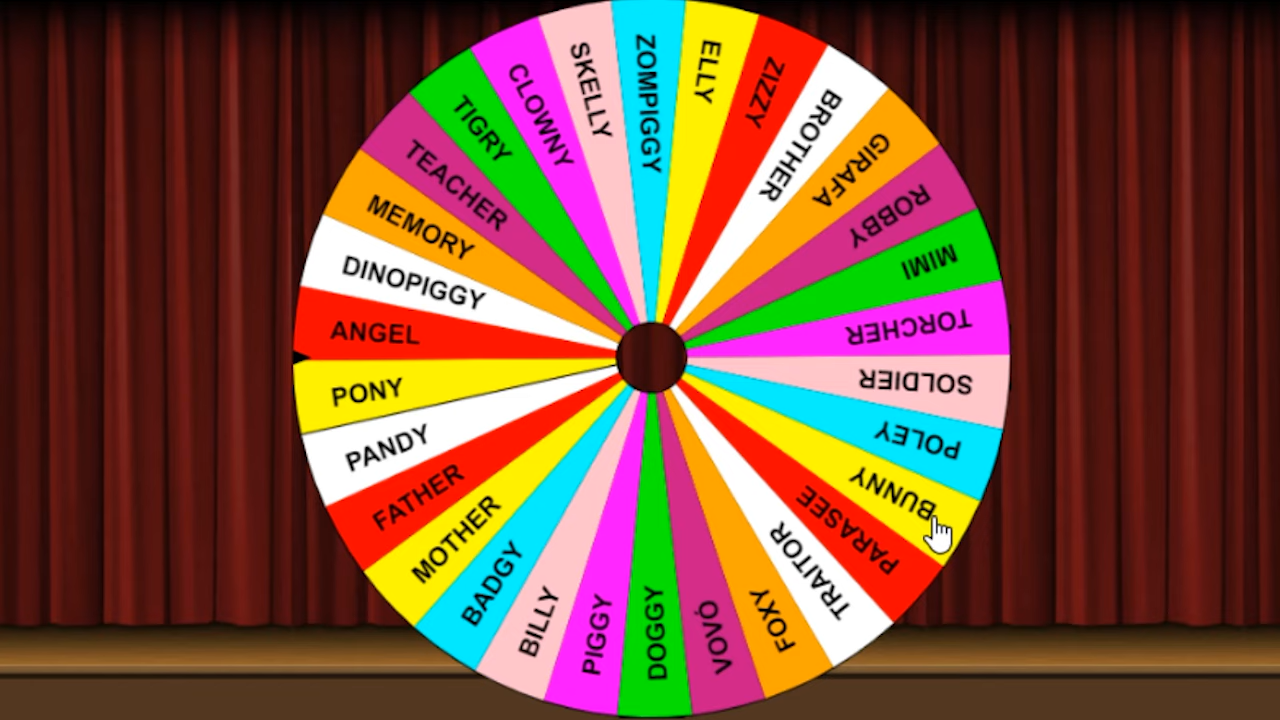 ZOMPIGGY
ELLY
ZIZZY
BROTHER
GIRAFA
ROBBY
MIMI
TORCHER
SOLDIER
POLEY
BUNNY
PARASEE
TRAITOR
FOXY
VOVÓ
DOGGY
PIGGY
BILLY
BADGY
MOTHER
FATHER
PANDY
PONY
ANGEL
DINOPIGGY
MEMORY
TEACHER
TIGRY
CLOWNY
SKELLY